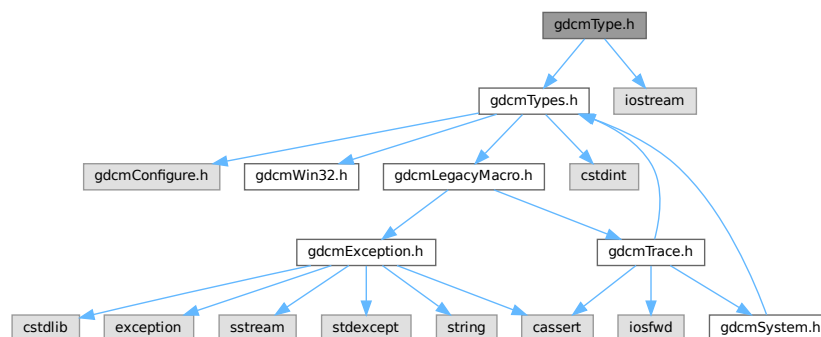 gdcmType.h
gdcmTypes.h
iostream
gdcmConfigure.h
gdcmWin32.h
gdcmLegacyMacro.h
cstdint
gdcmException.h
gdcmTrace.h
cstdlib
exception
sstream
stdexcept
string
cassert
iosfwd
gdcmSystem.h